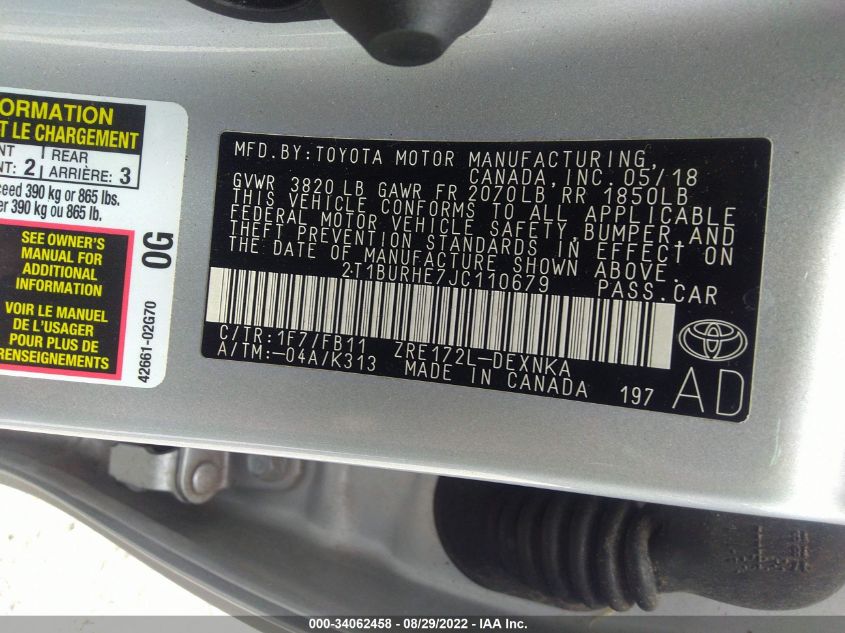 ORMATION
T LE CHARGEMENT
NT 2 REAR
NT: ARRIÈRE: 3
ceed 390 kg or 865 lbs.
er 390 kg ou 865 lb.
SEE OWNER'S
MANUAL FOR
ADDITIONAL
INFORMATION
VOIR LE MANUEL
DE L'USAGER
POUR PLUS DE
RENSEIGNEMENTS
0G
42661-02G70
MFD.BY:TOYOTA MOTOR MANUFACTURING,
CANADA,INC. 05/18
GVWR 3820LB GAWR FR 2070LB RR 1850LB
THIS VEHICLE CONFORMS TO ALL APPLICABLE
FEDERAL MOTOR VEHICLE SAFETY,BUMPER,AND
THEFT PREVENTION STANDARDS IN EFFECT ON
THE DATE OF MANUFACTURE SHOWN ABOVE.
2T1BURHE7JC110679 PASS.CAR
C/TR:1F7/FB11 ZRE172L-DEXNKA
A/TM:-04A/K313 MADE IN CANADA 197
TOYOTA
AD
000-34062458 - 08/29/2022 - IAA Inc.